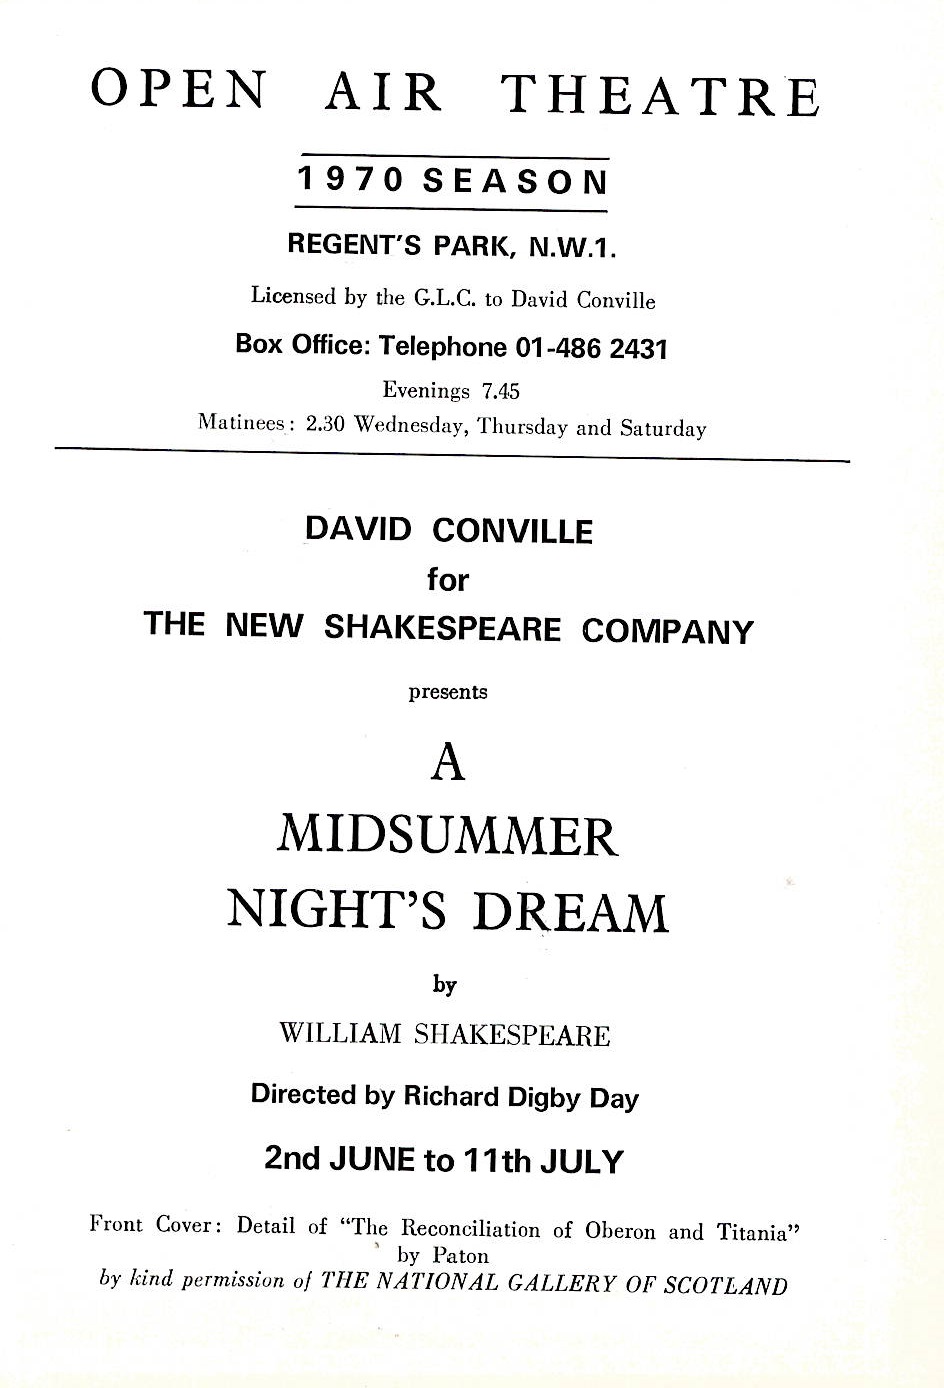 OPEN AIR THEATRE
1970 SEASON
REGENT'S PARK, N.W.1.
Licensed by the G.L.C. to David Conville
Box Office: Telephone 01-486 2431
Evenings 7.45
Matinees: 2.30 Wednesday, Thursday and Saturday
DAVID CONVILLE
for
THE NEW SHAKESPEARE COMPANY
presents
A
MIDSUMMER
NIGHT'S DREAM
by
WILLIAM SHAKESPEARE
Directed by Richard Digby Day
2nd JUNE to 11th JULY
Front Cover: Detail of “The Reconciliation of Oberon and Titania”
by Paton
by kind permission of THE NATIONAL GALLERY OF SCOTLAND